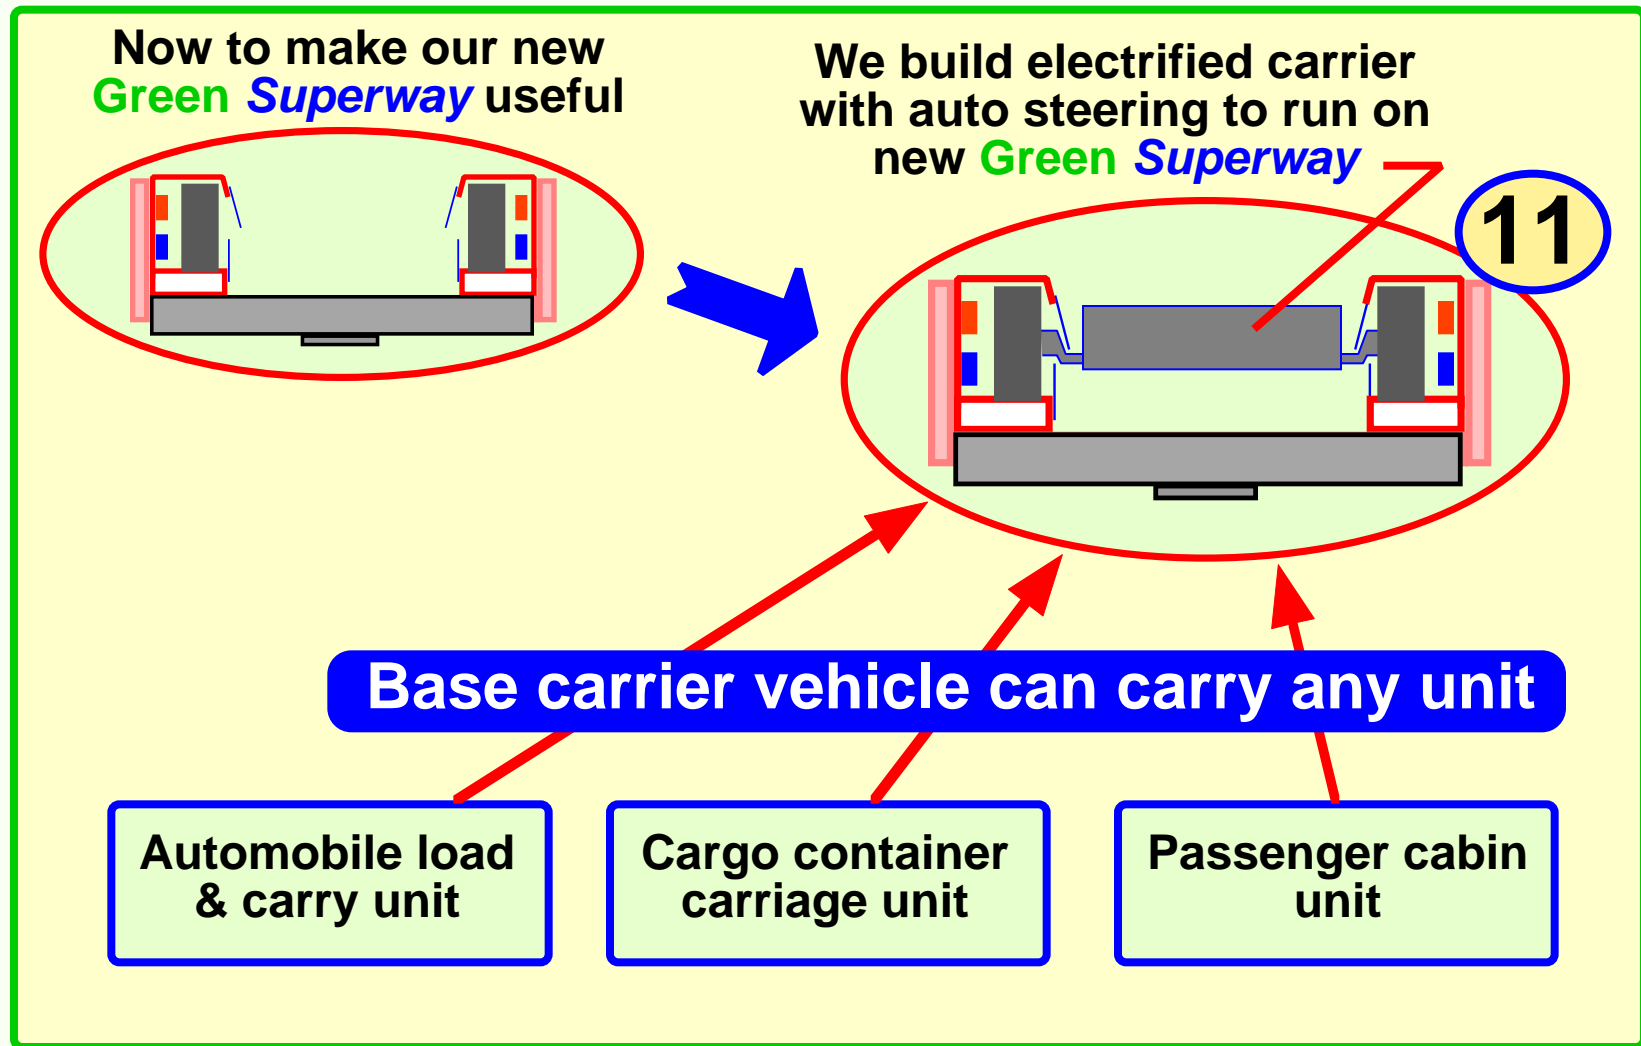 Now to make our new
Green Superway useful
We build electrified carrier
with auto steering to run on
new Green Superway
11
Base carrier vehicle can carry any unit
Automobile load
& carry unit
Cargo container
carriage unit
Passenger cabin
unit